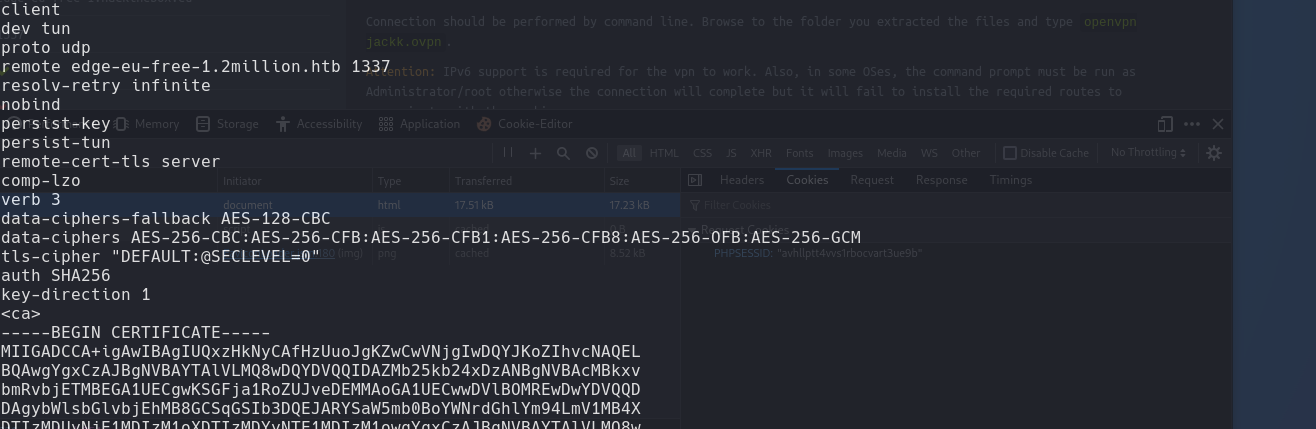 client
Connection should be performed by command line. Browse to the folder you extracted the files and type openvpn
jackk.ovpn .
dev tun
proto udp
remote edge-eu-free-1.2million.htb 1337
Attention: IPv6 support is required for the vpn to work. Also, in some OSes, the command prompt must be run as
Administrator/root otherwise the connection will complete but it will fail to install the required routes to
resolv-retry infinite
nobind
persist-key
Memory Storage Accessibility Application Cookie-Editor
persist-tun
remote-cert-tls server
All HTML CSS JS XHR Fonts Images Media WS Other Disable Cache No Throttling
comp-lzo
Initiator Type Transferred Size Headers Cookies Request Response Timings
verb 3
document html 17.51 kB 17.23 kB Filter Cookies
data-ciphers-fallback AES-128-CBC
data-ciphers AES-256-CBC:AES-256-CFB:AES-256-CFB1:AES-256-CFB8:AES-256-OFB:AES-256-GCM
tls-cipher "DEFAULT:@SECLEVEL=0"
(img) png cached 8.52 kB PHPSESSID: "avhllptt4vvs1rbocvart3ue9b"
auth SHA256
key-direction 1
<ca>
-----BEGIN CERTIFICATE-----
MIIGADCCA+igAwIBAgIUQxzHkNyCAfHzUuoJgKZwCwVNjgIwDQYJKoZIhvcNAQEL
BQAwgYgxCzAJBgNVBAYTAlVLMQ8wDQYDVQQIDAZMb25kb24xDzANBgNVBAcMBkxv
bmRvbjETMBEGA1UECgwKSGFja1RoZUJveDEMMAoGA1UECwwDVlBOMREwDwYDVQQD
DAgybWlsbGlvbjEhMB8GCSqGSIb3DQEJARYSaW5mb0BoYWNrdGhlYm94LmV1MB4X
DTIzMDUyNjE1MDIzM1oXDTIzMDYyNTE1MDIzM1owgYgxCzAJBgNVBAYTAlVLMQ8w